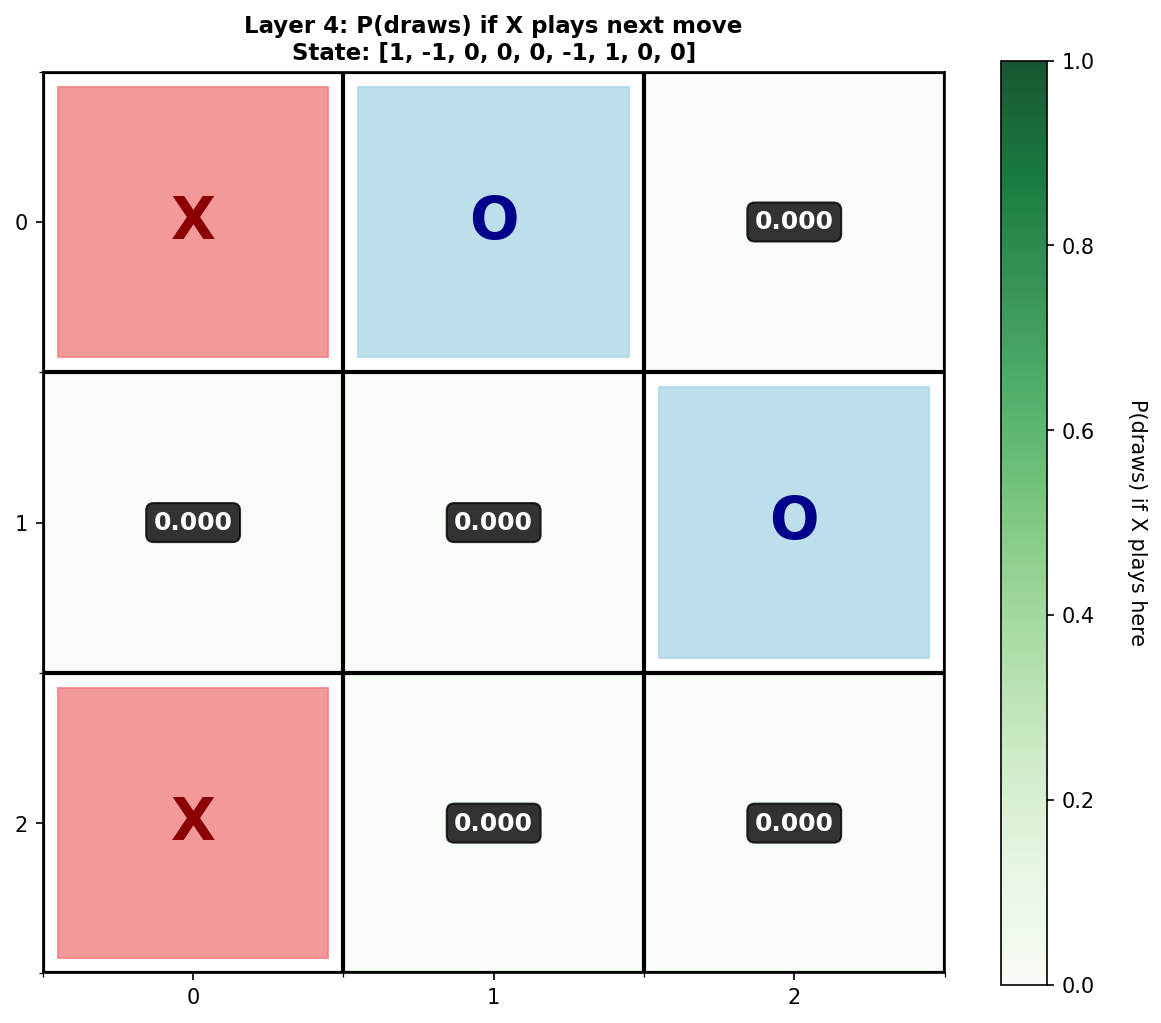 Layer 4: P(draws) if X plays next move
State: [1, -1, 0, 0, 0, -1, 1, 0, 0]
X
O
0.000
0.000
0.000
O
X
0.000
0.000
0
1
2
0
1
2
1.0
0.8
0.6
0.4
0.2
0.0
P(draws) if X plays here